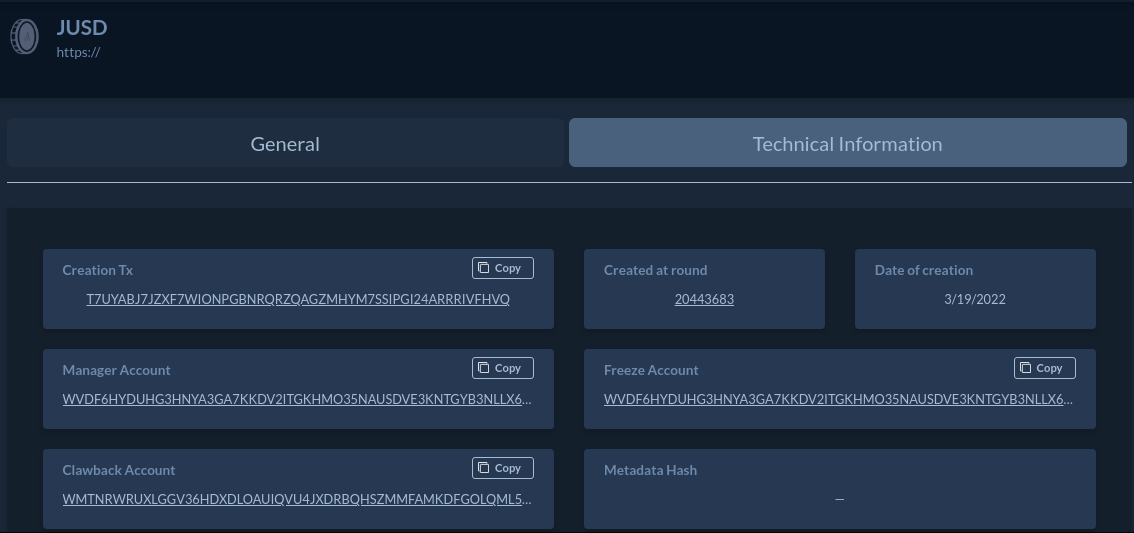 JUSD
https://
General
Technical Information
Creation Tx
Copy
T7UYABJ7JZXF7WIONPGBNRQRZQAGZMHYM7SSIPGI24ARRRIVFHVQ
Created at round
20443683
Date of creation
3/19/2022
Manager Account
Copy
WVDF6HYDUHG3HNYA3GA7KKDV2ITGKHMO35NAUSDVE3KNTGYB3NLLX6...
Freeze Account
Copy
WVDF6HYDUHG3HNYA3GA7KKDV2ITGKHMO35NAUSDVE3KNTGYB3NLLX6...
Clawback Account
Copy
WMTNRWRUXLGGV36HDXDLOAUIQVU4JXDRBQHSZMMFAMKDFGOLQML5...
Metadata Hash
—